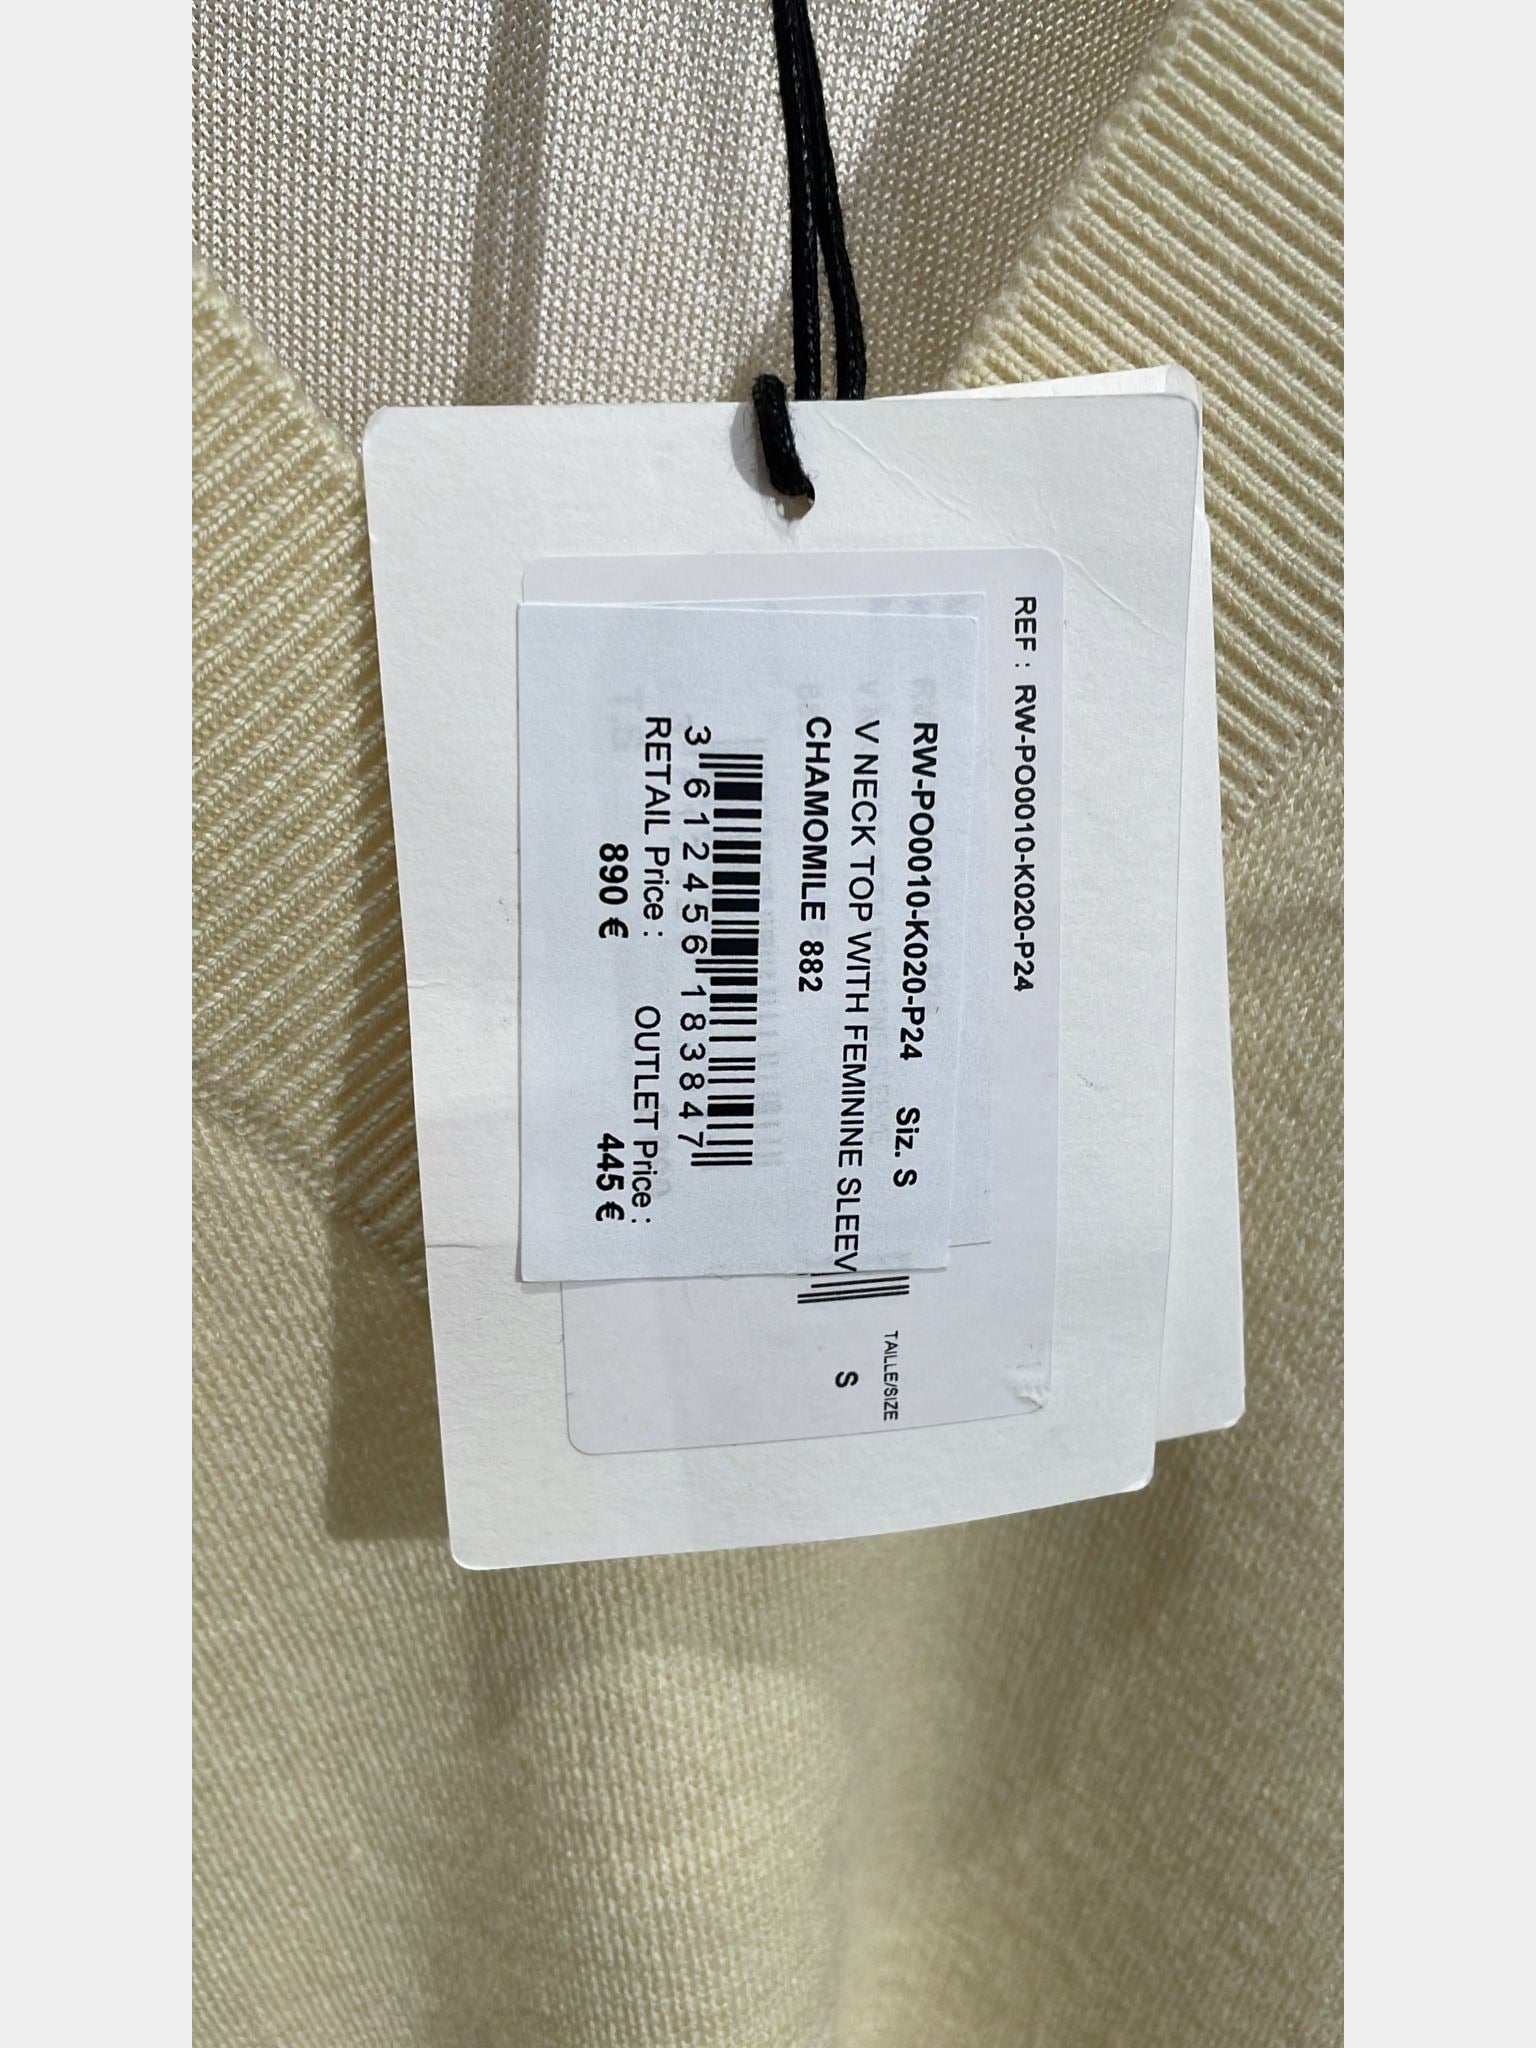 REF : RW-PO0010-K020-P24
RW-PO0010-K020-P24 Siz. S
V NECK TOP WITH FEMININE SLEEV
CHAMOMILE 882
3 612456 183847
RETAIL Price : OUTLET Price :
890 € 445 €
TAILLE/SIZE
S